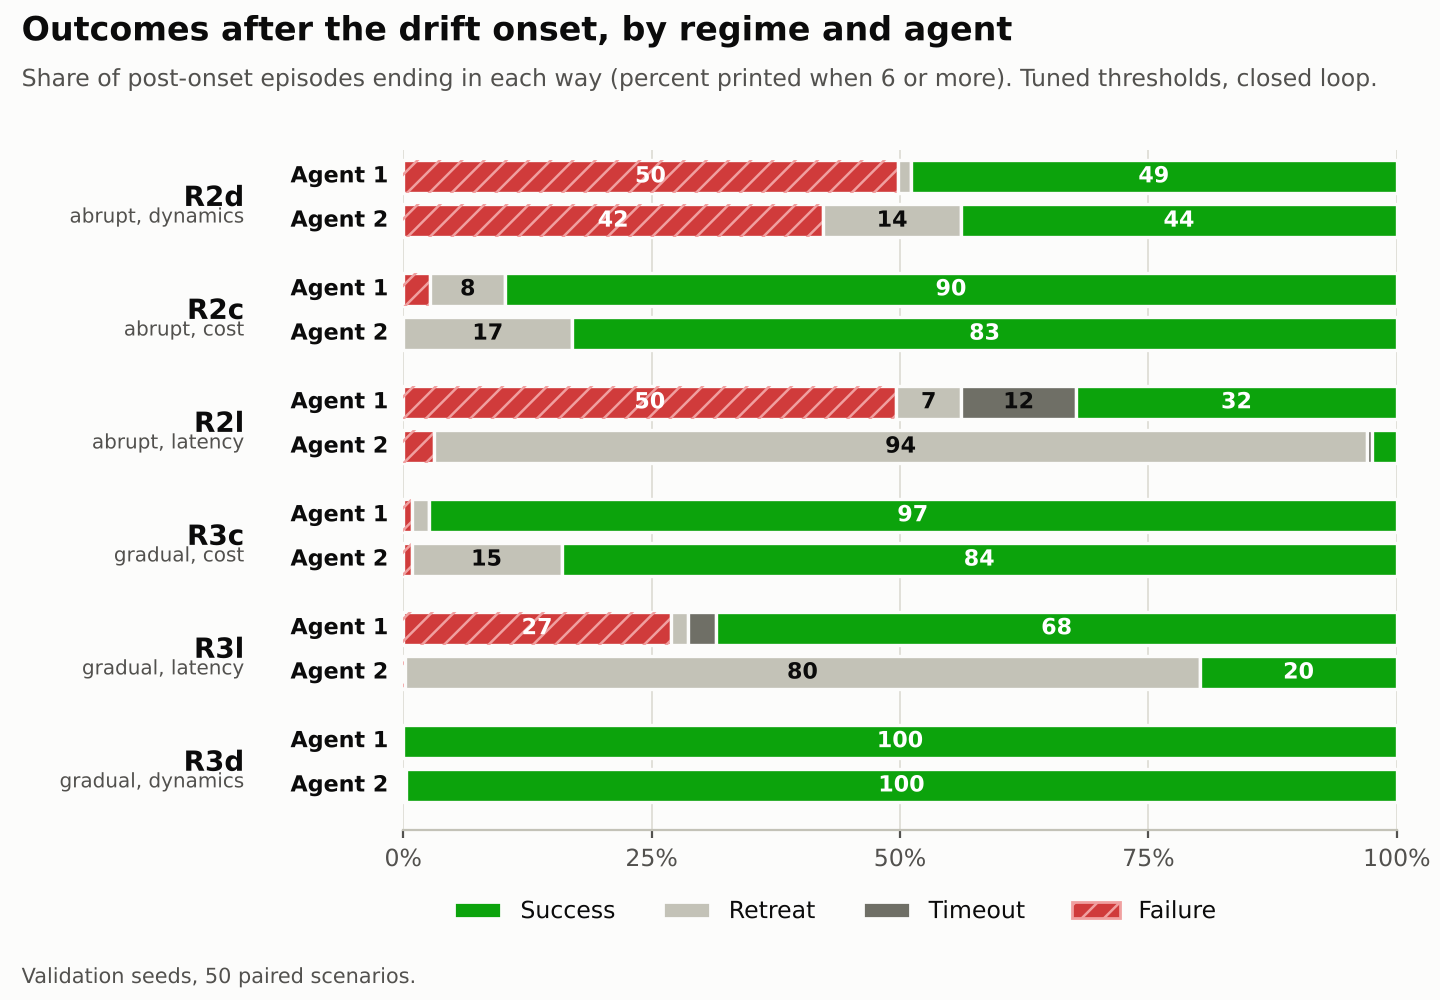 Outcomes after the drift onset, by regime and agent
Share of post-onset episodes ending in each way (percent printed when 6 or more). Tuned thresholds, closed loop.
R2d
abrupt, dynamics
Agent 1
50
49
Agent 2
42
14
44
R2c
abrupt, cost
Agent 1
8
90
Agent 2
17
83
R2l
abrupt, latency
Agent 1
50
7
12
32
Agent 2
94
R3c
gradual, cost
Agent 1
97
Agent 2
15
84
R3l
gradual, latency
Agent 1
27
68
Agent 2
80
20
R3d
gradual, dynamics
Agent 1
100
Agent 2
100
0% 25% 50% 75% 100%
Success Retreat Timeout Failure
Validation seeds, 50 paired scenarios.